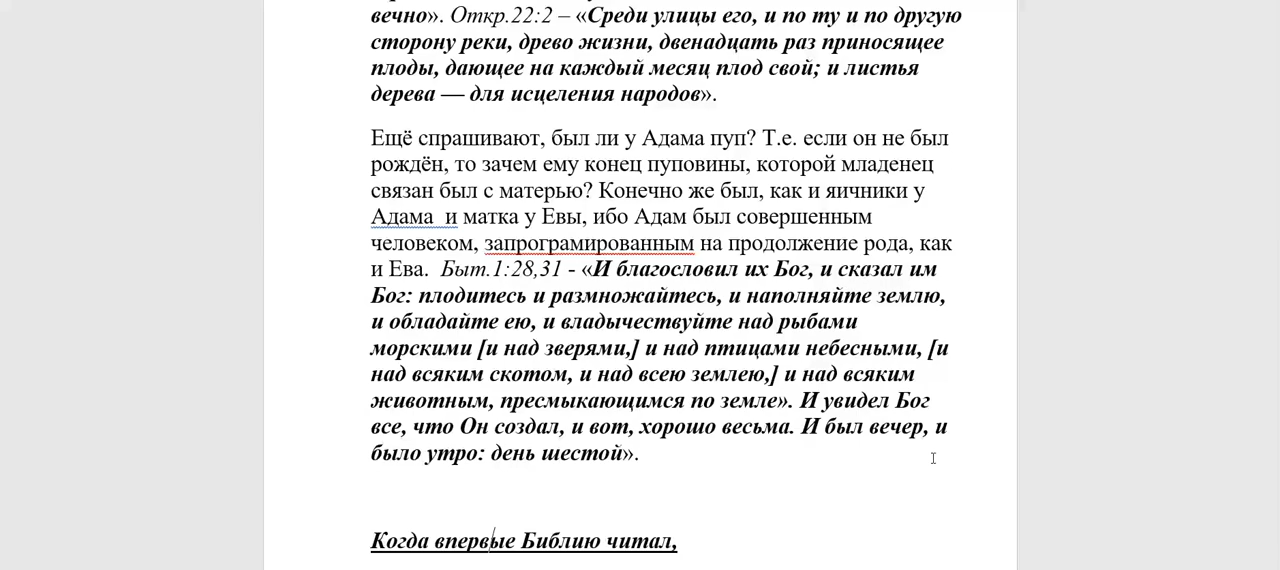 вечно». Откр.22:2 – «Среди улицы его, и по ту и по другую
сторону реки, древо жизни, двенадцать раз приносящее
плоды, дающее на каждый месяц плод свой; и листья
дерева — для исцеления народов».
Ещё спрашивают, был ли у Адама пуп? Т.е. если он не был
рождён, то зачем ему конец пуповины, которой младенец
связан был с матерью? Конечно же был, как и яичники у
Адама  и матка у Евы, ибо Адам был совершенным
человеком, запрограмированным на продолжение рода, как
и Ева.  Быт.1:28,31 - «И благословил их Бог, и сказал им
Бог: плодитесь и размножайтесь, и наполняйте землю,
и обладайте ею, и владычествуйте над рыбами
морскими [и над зверями,] и над птицами небесными, [и
над всяким скотом, и над всею землею,] и над всяким
животным, пресмыкающимся по земле». И увидел Бог
все, что Он создал, и вот, хорошо весьма. И был вечер, и
было утро: день шестой».
Когда впервые Библию читал,